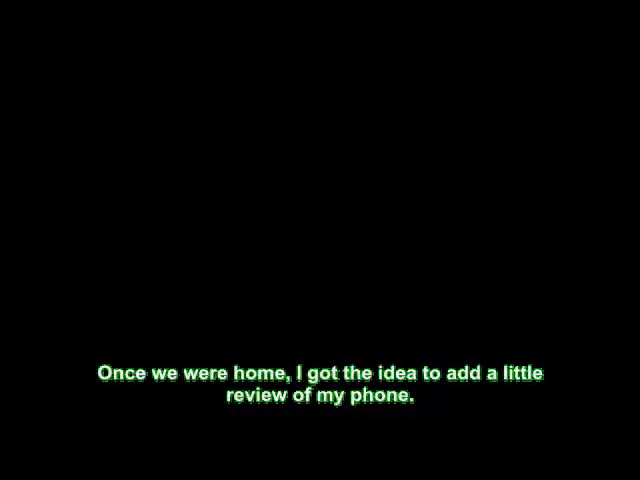 Once we were home, I got the idea to add a little
review of my phone.